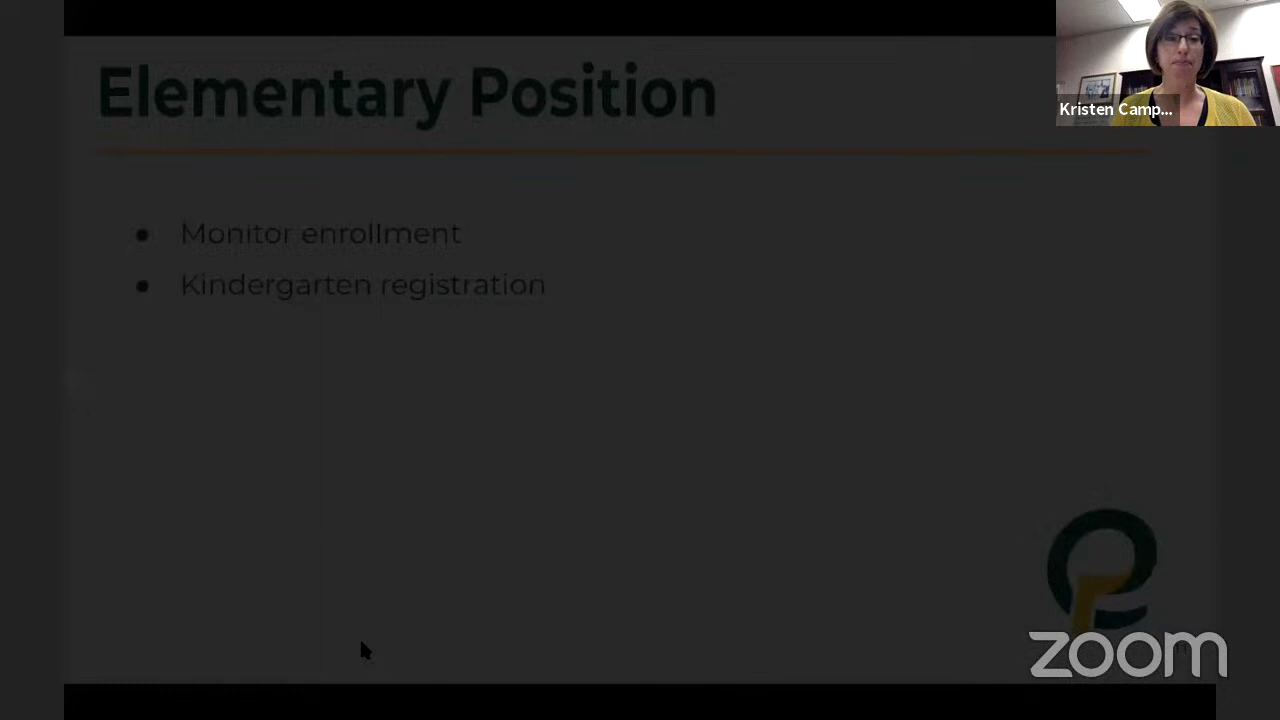 Elementary Position
Kristen Camp...
● Monitor enrollment
● Kindergarten registration
zoom